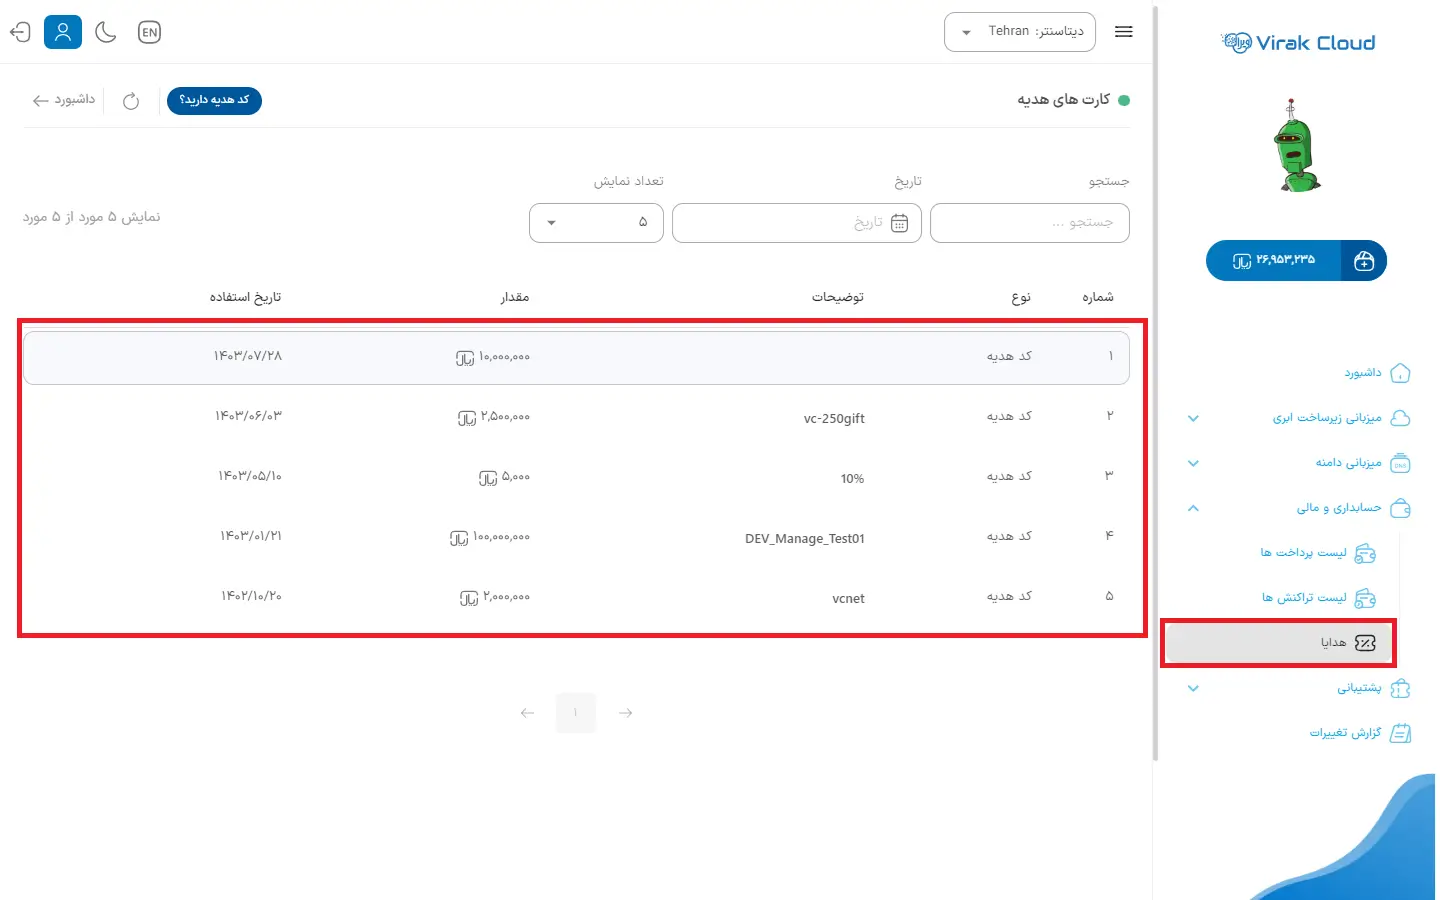 Virak Cloud
دیتاسنتر: Tehran
EN
کارت های هدیه
کد هدیه دارید؟
داشبورد
جستجو
تاریخ
تعداد نمایش
جستجو ...
تاریخ
۵
نمایش ۵ مورد از ۵ مورد
شماره نوع توضیحات مقدار تاریخ استفاده
۱ کد هدیه ۱۰,۰۰۰,۰۰۰ ریال ۱۴۰۳/۰۷/۲۸
۲ کد هدیه vc-250gift ۲,۵۰۰,۰۰۰ ریال ۱۴۰۳/۰۶/۰۳
۳ کد هدیه 10% ۵,۰۰۰ ریال ۱۴۰۳/۰۵/۱۰
۴ کد هدیه DEV_Manage_Test01 ۱۰۰,۰۰۰,۰۰۰ ریال ۱۴۰۳/۰۱/۲۱
۵ کد هدیه vcnet ۲,۰۰۰,۰۰۰ ریال ۱۴۰۲/۱۰/۲۰
۱
۲۶,۹۵۳,۲۳۵ ریال
داشبورد
میزبانی زیرساخت ابری
میزبانی دامنه
DNS
حسابداری و مالی
لیست پرداخت ها
لیست تراکنش ها
هدایا
پشتیبانی
گزارش تغییرات